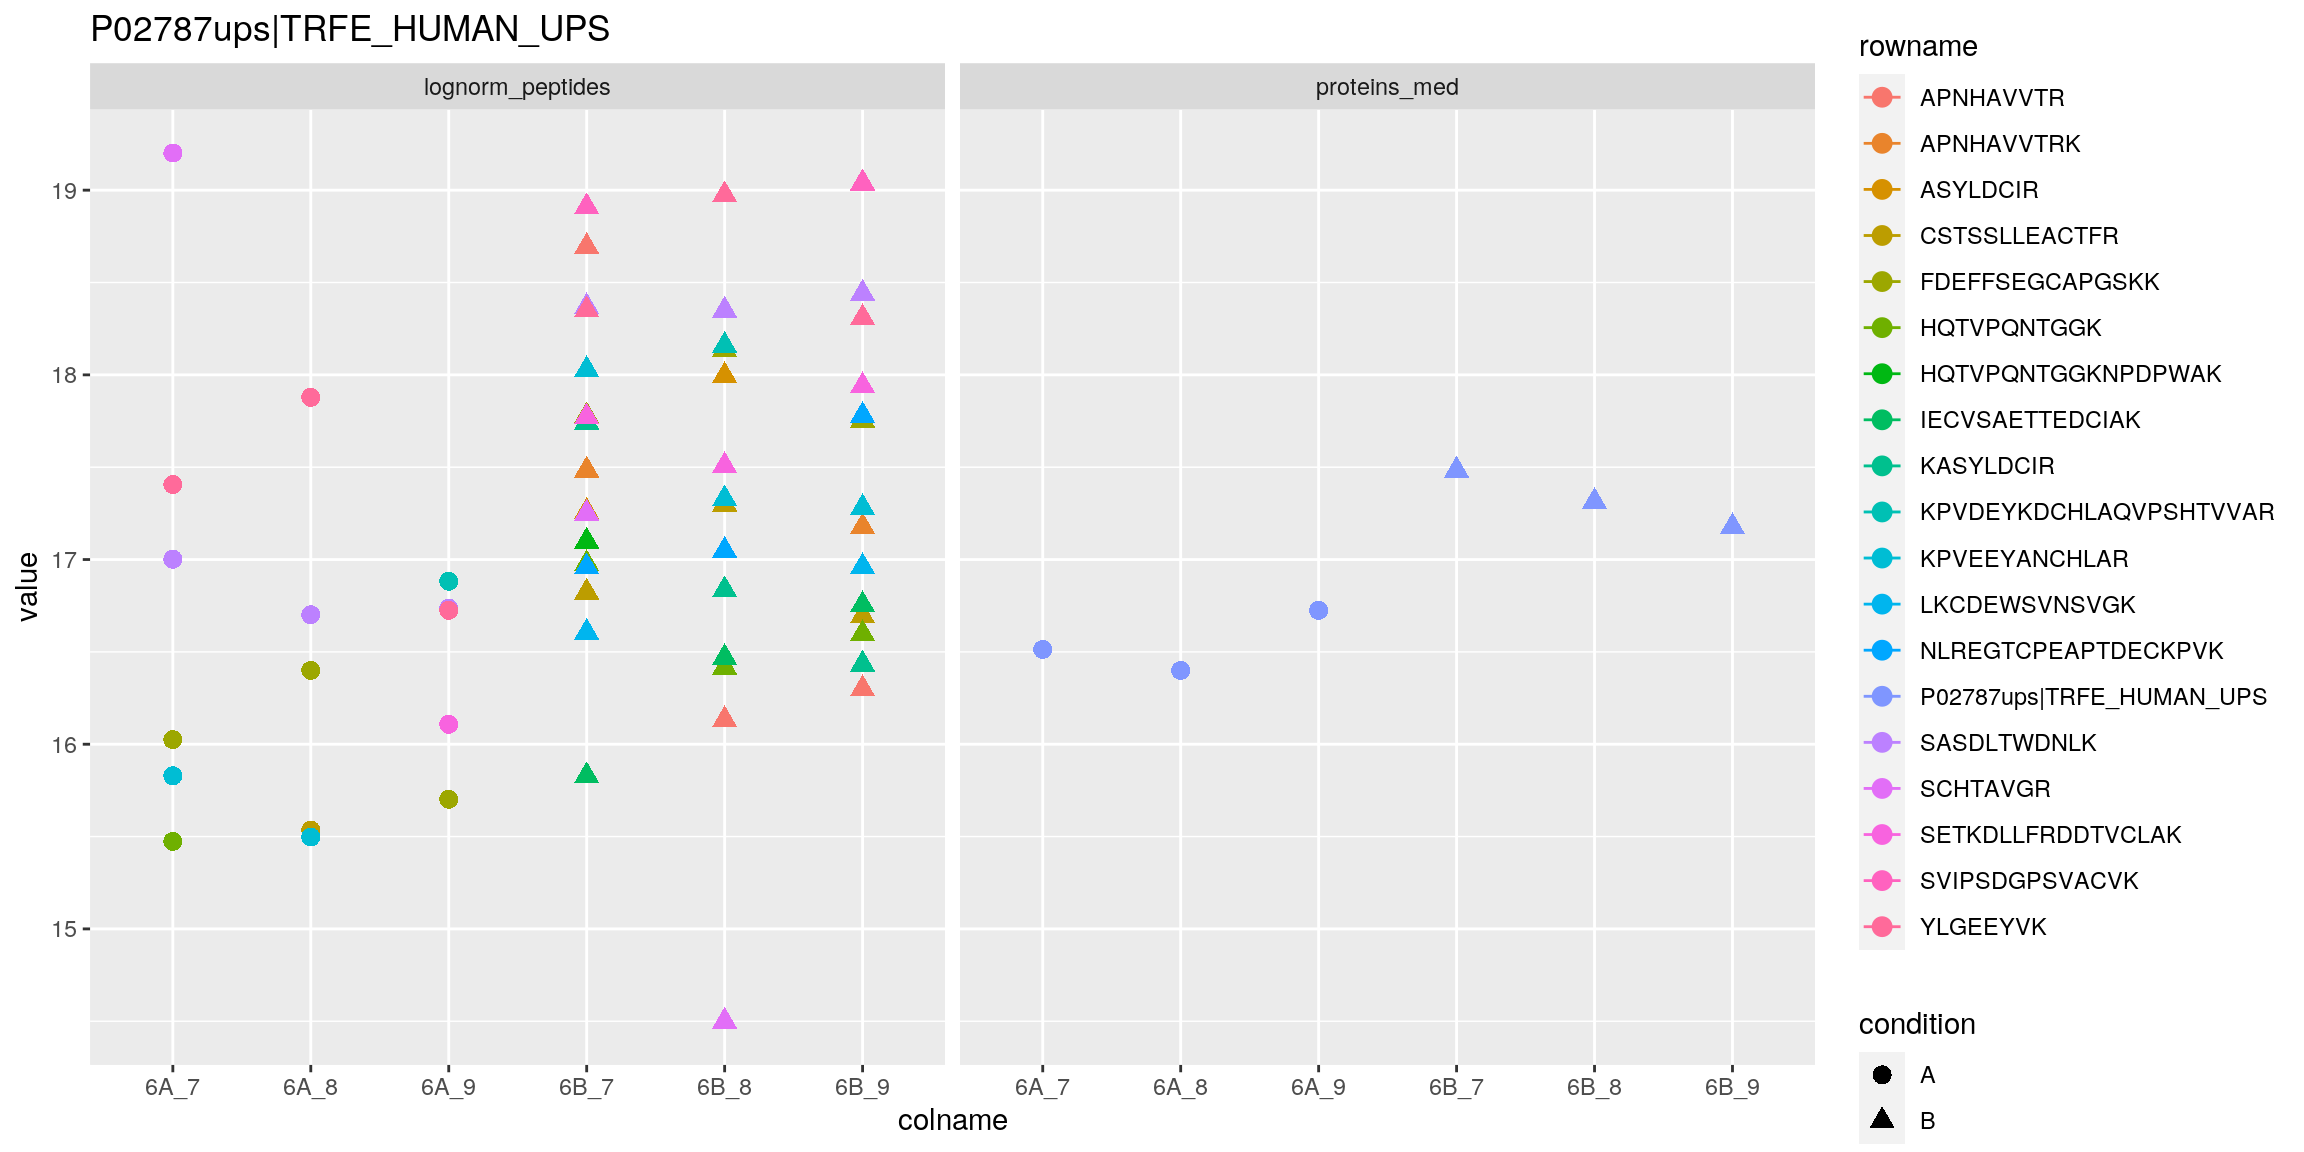 P02787ups|TRFE_HUMAN_UPS
lognorm_peptides
proteins_med
value
19
18
17
16
15
6A_7 6A_8 6A_9 6B_7 6B_8 6B_9
6A_7 6A_8 6A_9 6B_7 6B_8 6B_9
colname
rowname
APNHAVVTR
APNHAVVTRK
ASYLDCIR
CSTSSLLEACTFR
FDEFFSEGCAPGSKK
HQTVPQNTGGK
HQTVPQNTGGKNPDPWAK
IECVSAETTEDCIAK
KASYLDCIR
KPVDEYKDCHLAQVPSHTVVAR
KPVEEYANCHLAR
LKCDEWSVNSVGK
NLREGTCPEAPTDECKPVK
P02787ups|TRFE_HUMAN_UPS
SASDLTWDNLK
SCHTAVGR
SETKDLLFRDDTVCLAK
SVIPSDGPSVACVK
YLGEEYVK
condition
A
B